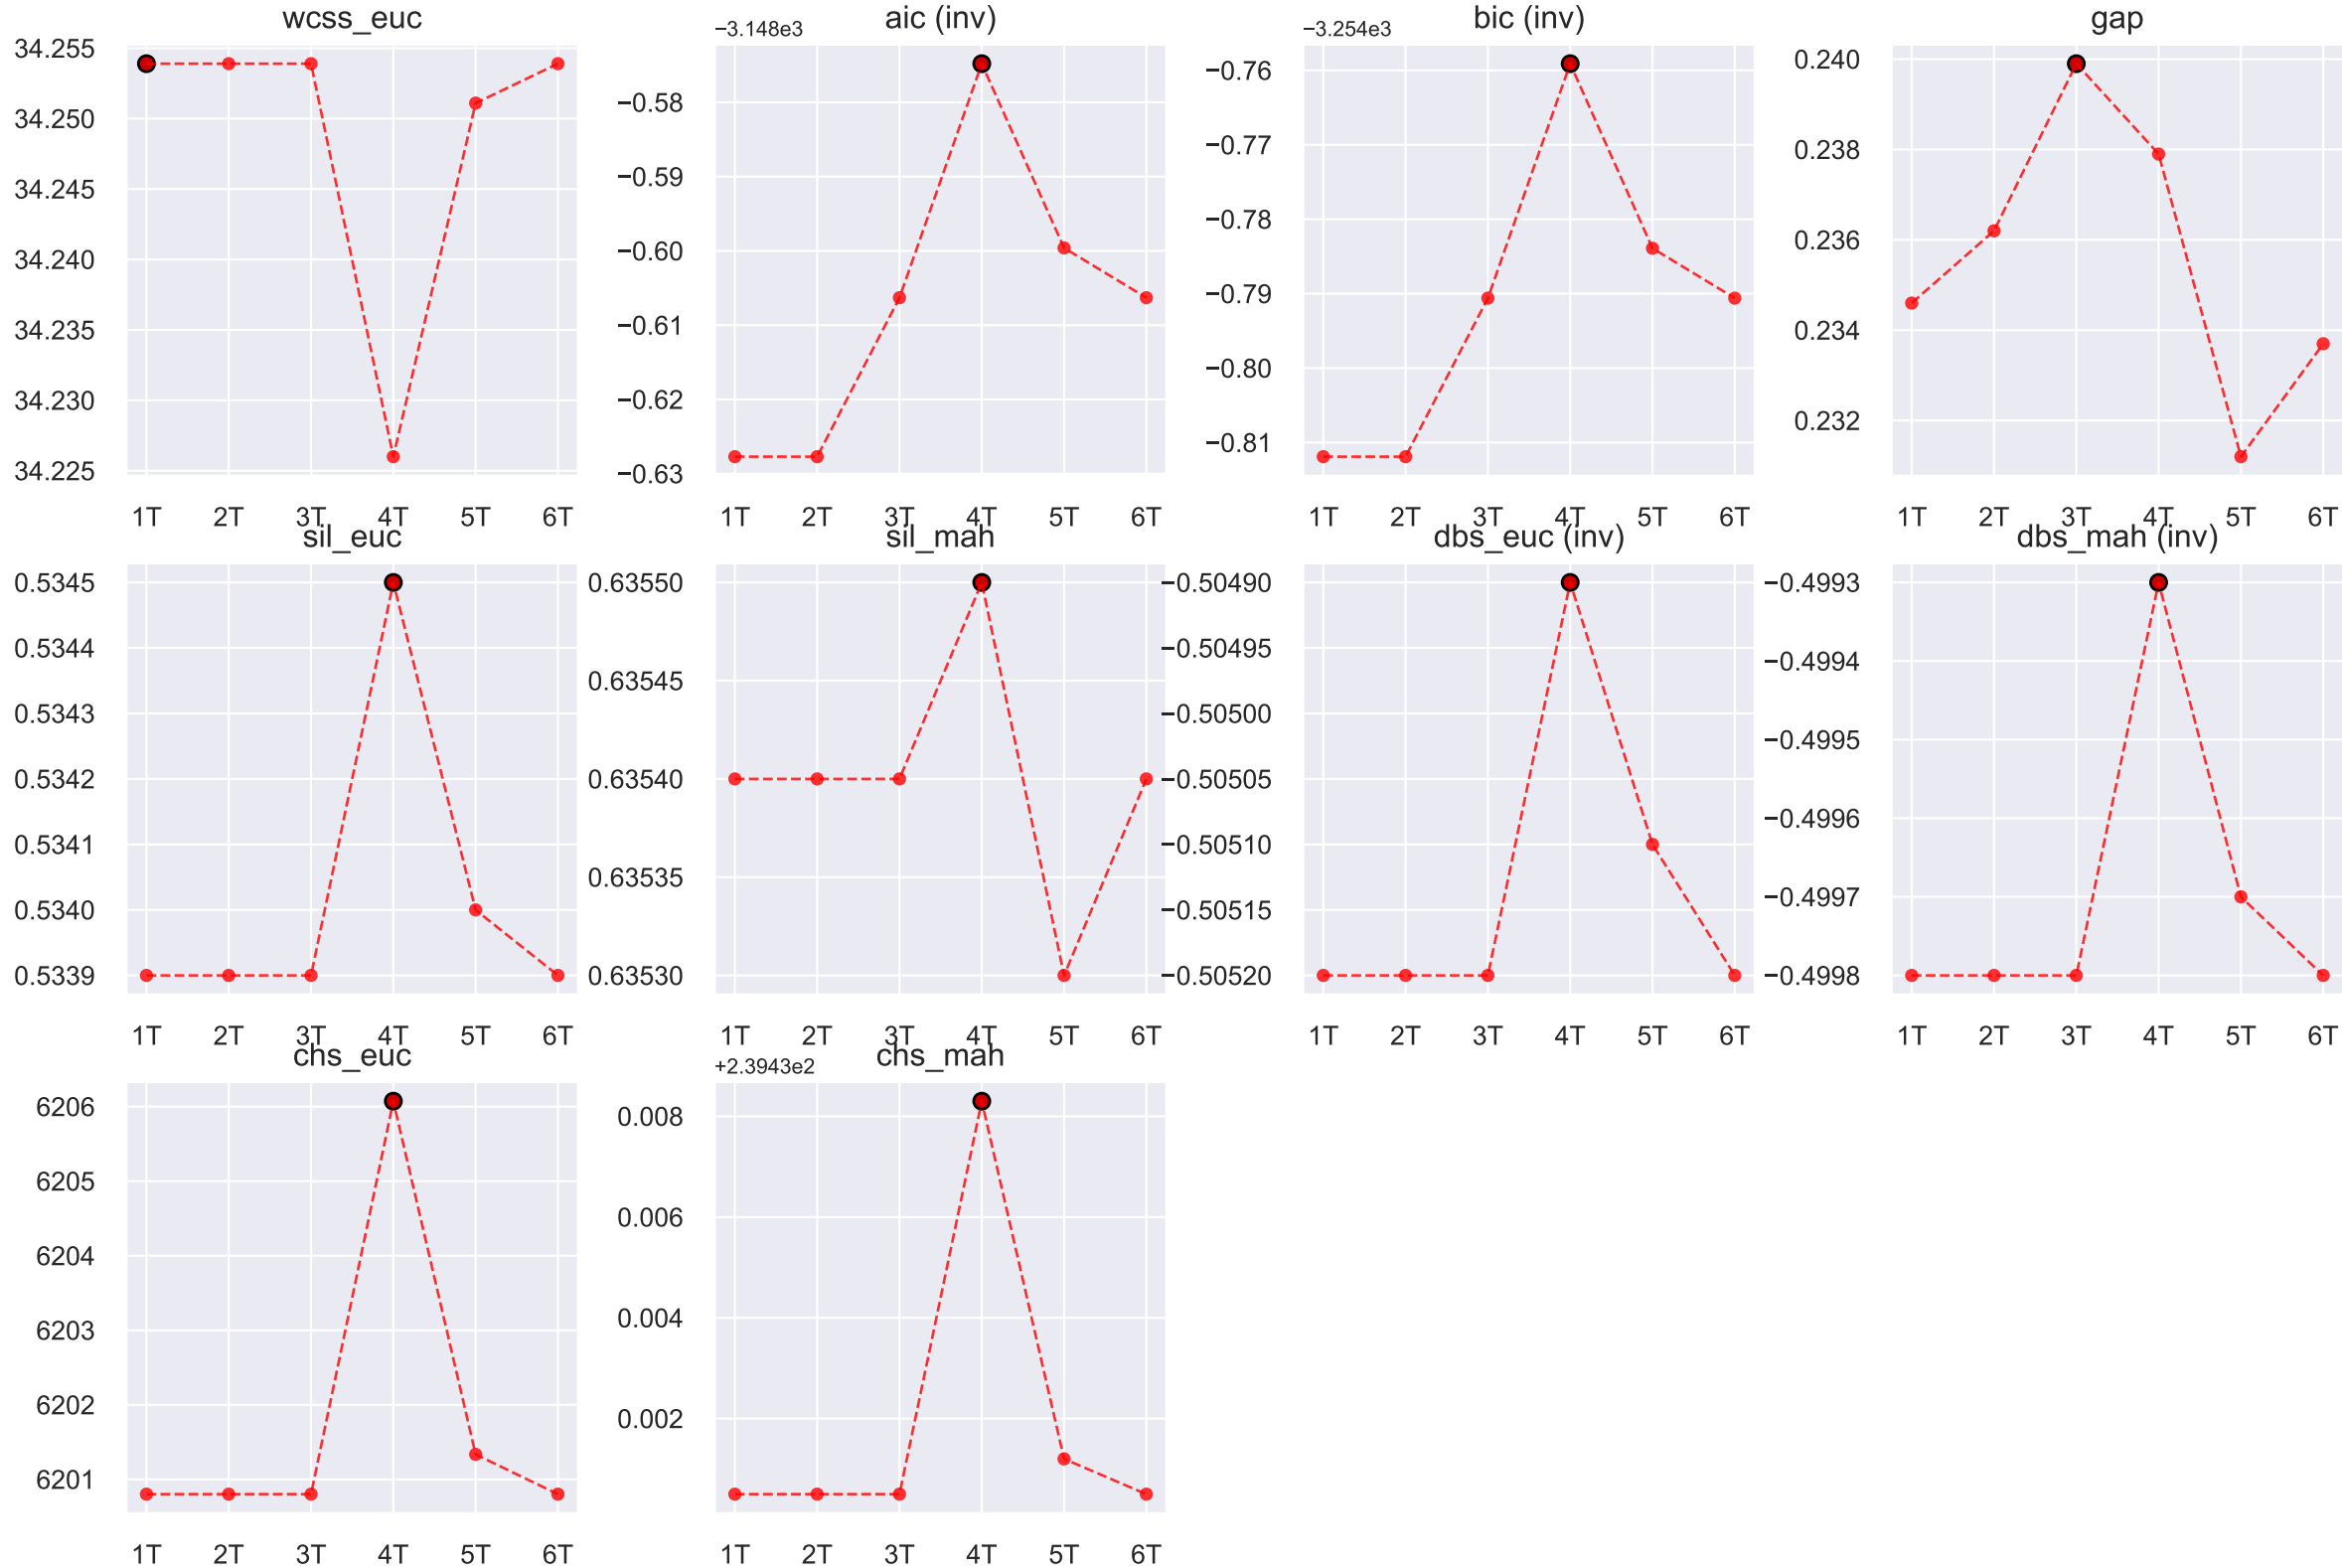 wcss_euc
34.255
34.250
34.245
34.240
34.235
34.230
34.225
1T 2T 3T 4T 5T 6T
aic (inv)
−3.148e3
−0.58
−0.59
−0.60
−0.61
−0.62
−0.63
1T 2T 3T 4T 5T 6T
bic (inv)
−3.254e3
−0.76
−0.77
−0.78
−0.79
−0.80
−0.81
1T 2T 3T 4T 5T 6T
gap
0.240
0.238
0.236
0.234
0.232
1T 2T 3T 4T 5T 6T
sil_euc
0.5345
0.5344
0.5343
0.5342
0.5341
0.5340
0.5339
1T 2T 3T 4T 5T 6T
sil_mah
0.63550
0.63545
0.63540
0.63535
0.63530
1T 2T 3T 4T 5T 6T
dbs_euc (inv)
−0.50490
−0.50495
−0.50500
−0.50505
−0.50510
−0.50515
−0.50520
1T 2T 3T 4T 5T 6T
dbs_mah (inv)
−0.4993
−0.4994
−0.4995
−0.4996
−0.4997
−0.4998
1T 2T 3T 4T 5T 6T
chs_euc
6206
6205
6204
6203
6202
6201
1T 2T 3T 4T 5T 6T
chs_mah
+2.3943e2
0.008
0.006
0.004
0.002
1T 2T 3T 4T 5T 6T